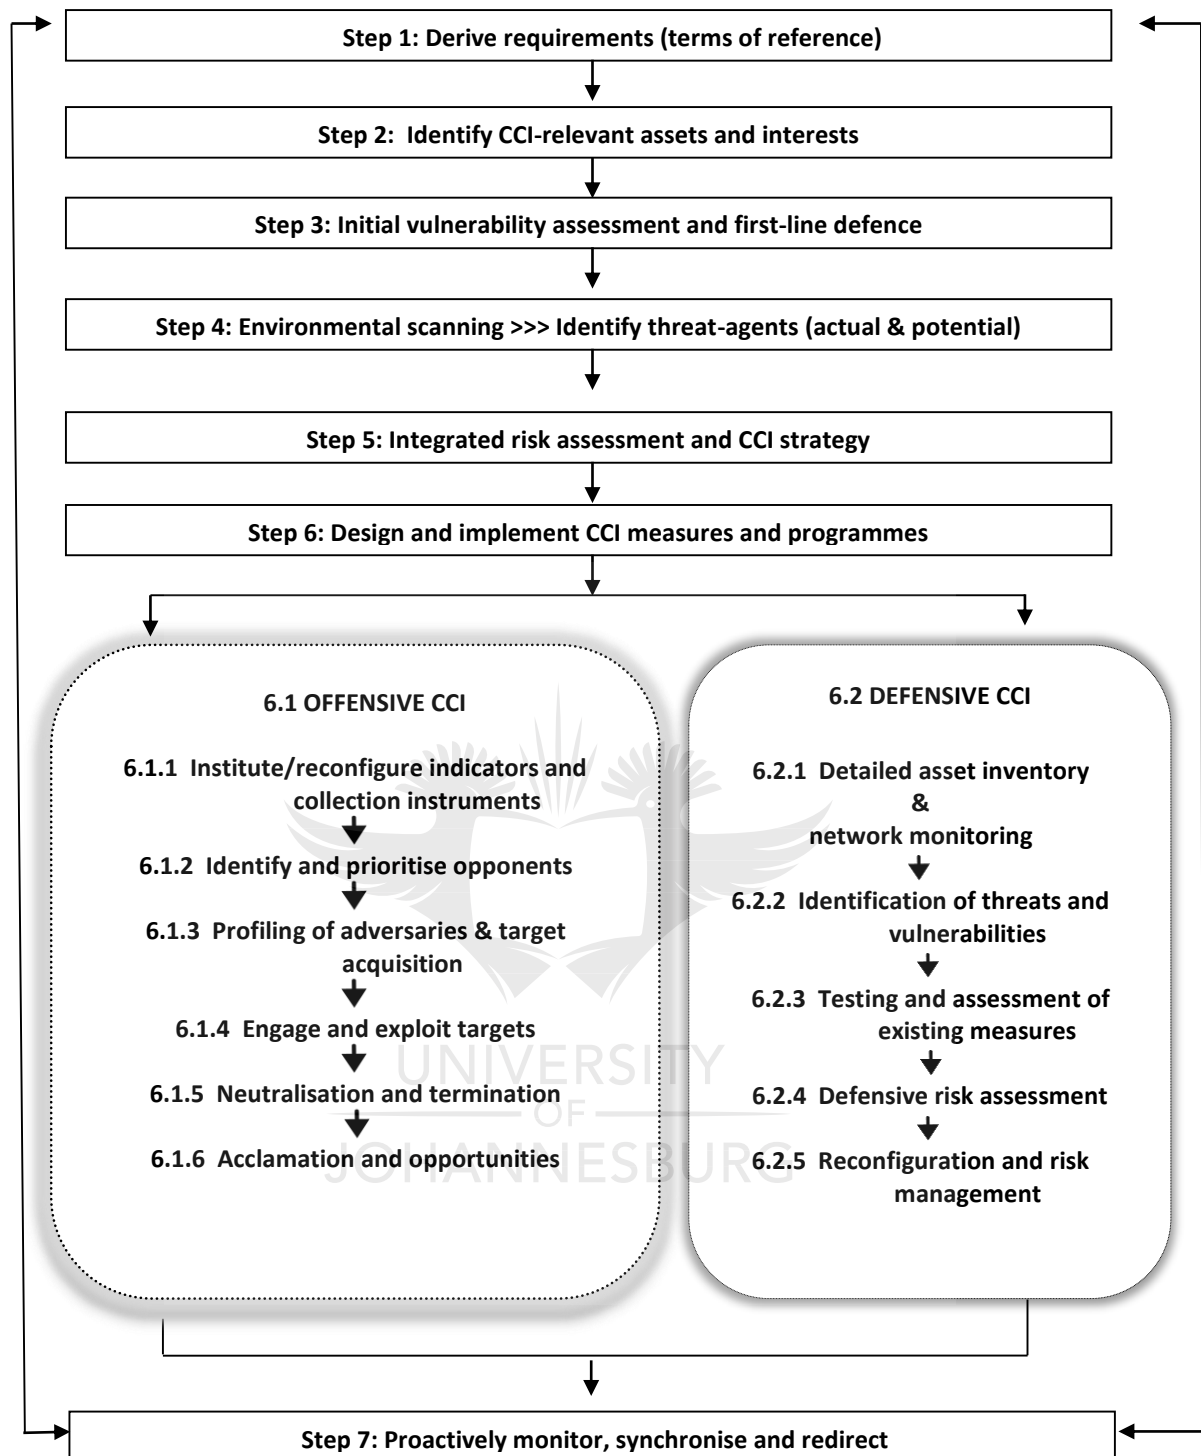 Step 1: Derive requirements (terms of reference)
Step 2: Identify CCI-relevant assets and interests
Step 3: Initial vulnerability assessment and first-line defence
Step 4: Environmental scanning >>> Identify threat-agents (actual & potential)
Step 5: Integrated risk assessment and CCI strategy
Step 6: Design and implement CCI measures and programmes
6.1 OFFENSIVE CCI
6.1.1 Institute/reconfigure indicators and
collection instruments
6.1.2 Identify and prioritise opponents
6.1.3 Profiling of adversaries & target
acquisition
6.1.4 Engage and exploit targets
6.1.5 Neutralisation and termination
6.1.6 Acclamation and opportunities
6.2 DEFENSIVE CCI
6.2.1 Detailed asset inventory
&
network monitoring
6.2.2 Identification of threats and
vulnerabilities
6.2.3 Testing and assessment of
existing measures
6.2.4 Defensive risk assessment
6.2.5 Reconfiguration and risk
management
UNIVERSITY
OF
JOHANNESBURG
Step 7: Proactively monitor, synchronise and redirect